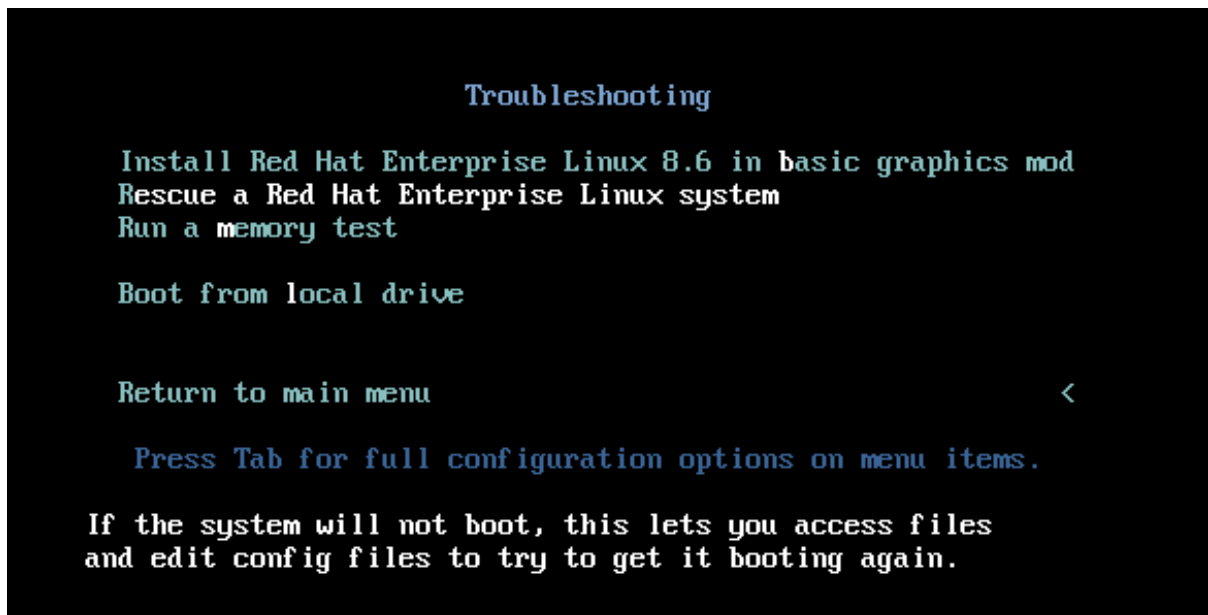 Troubleshooting
Install Red Hat Enterprise Linux 8.6 in basic graphics mod
Rescue a Red Hat Enterprise Linux system
Run a memory test
Boot from local drive
Return to main menu <
Press Tab for full configuration options on menu items.
If the system will not boot, this lets you access files
and edit config files to try to get it booting again.